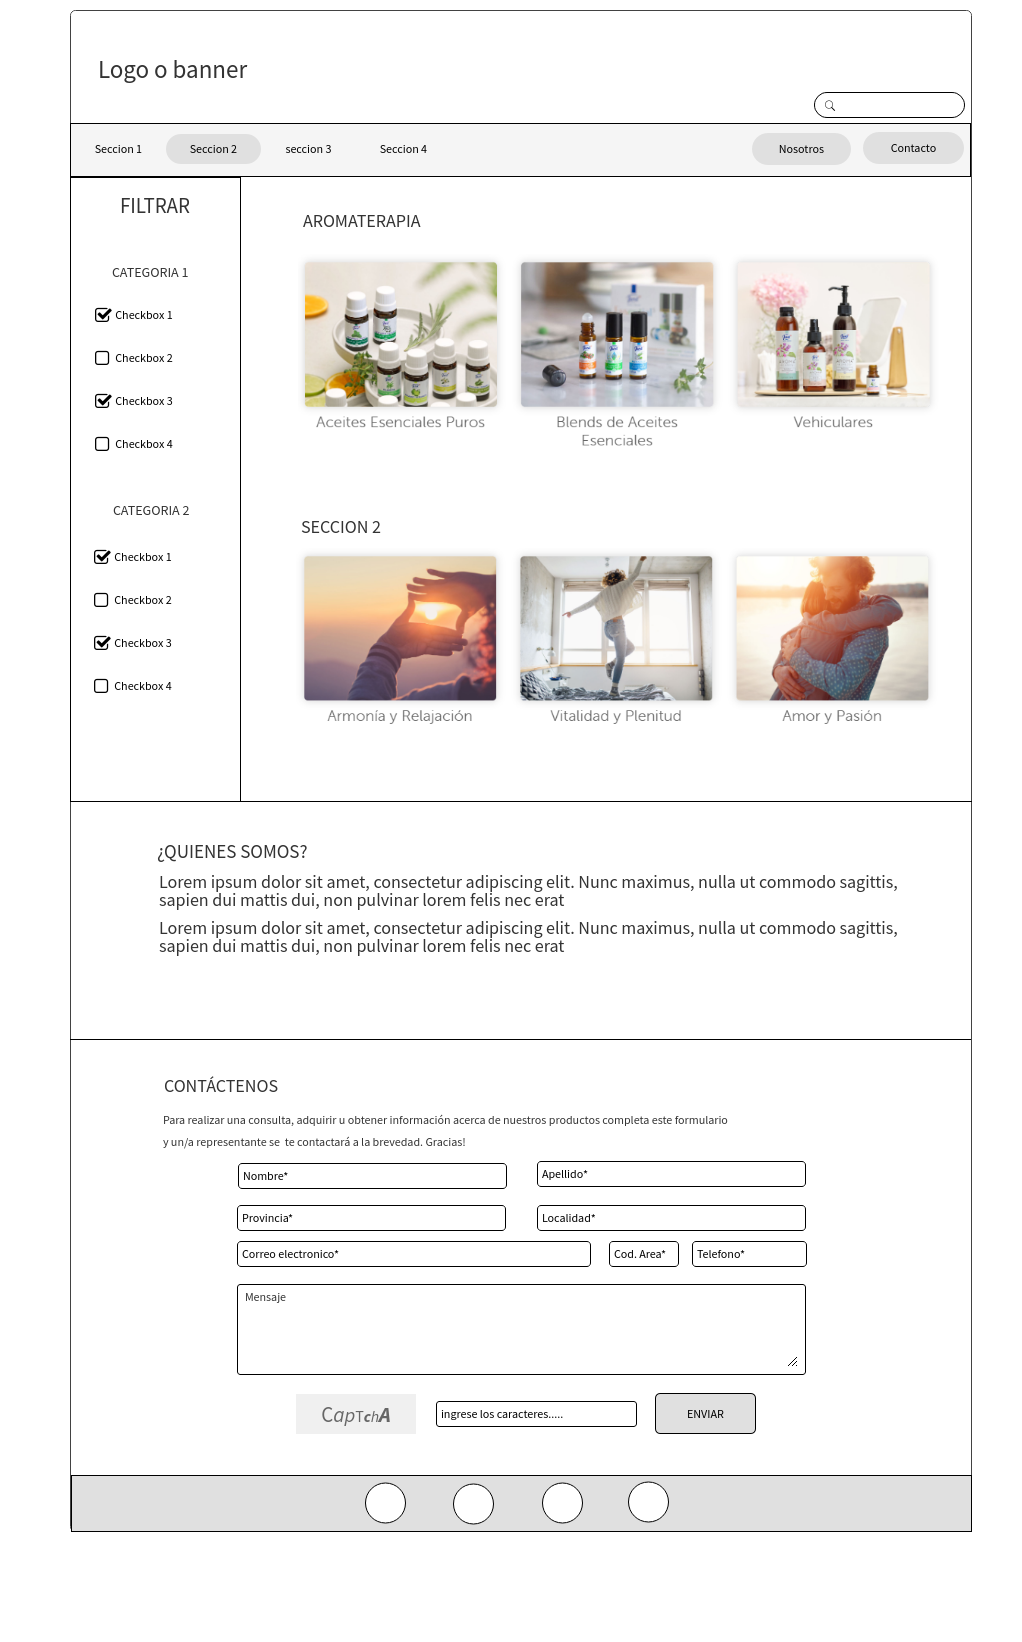 Logo o banner
Seccion 1
Seccion 2
seccion 3
Seccion 4
Nosotros
Contacto
FILTRAR
CATEGORIA 1
Checkbox 1
Checkbox 2
Checkbox 3
Checkbox 4
CATEGORIA 2
Checkbox 1
Checkbox 2
Checkbox 3
Checkbox 4
AROMATERAPIA
Aceites Esenciales Puros
Blends de Aceites
Esenciales
Vehiculares
SECCION 2
Armonía y Relajación
Vitalidad y Plenitud
Amor y Pasión
¿QUIENES SOMOS?
Lorem ipsum dolor sit amet, consectetur adipiscing elit. Nunc maximus, nulla ut commodo sagittis,
sapien dui mattis dui, non pulvinar lorem felis nec erat
Lorem ipsum dolor sit amet, consectetur adipiscing elit. Nunc maximus, nulla ut commodo sagittis,
sapien dui mattis dui, non pulvinar lorem felis nec erat
CONTÁCTENOS
Para realizar una consulta, adquirir u obtener información acerca de nuestros productos completa este formulario
y un/a representante se te contactará a la brevedad. Gracias!
Nombre*
Apellido*
Provincia*
Localidad*
Correo electronico*
Cod. Area*
Telefono*
Mensaje
CapTchA
ingrese los caracteres.....
ENVIAR